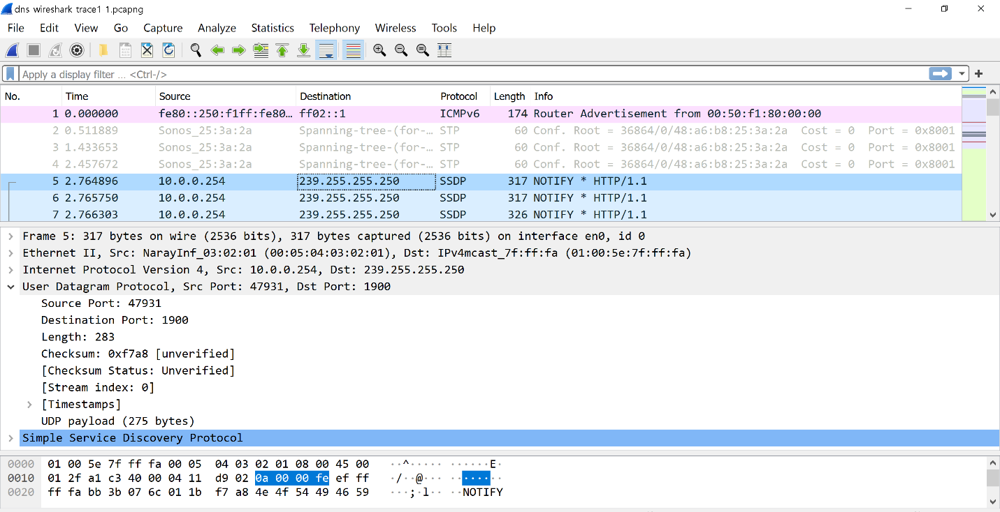 dns wireshark trace1 1.pcapng
File Edit View Go Capture Analyze Statistics Telephony Wireless Tools Help
Apply a display filter … <Ctrl-/>
No. Time Source Destination Protocol Length Info
1 0.000000 fe80::250:f1ff:fe80… ff02::1 ICMPv6 174 Router Advertisement from 00:50:f1:80:00:00
2 0.511889 Sonos_25:3a:2a Spanning-tree-(for-… STP 60 Conf. Root = 36864/0/48:a6:b8:25:3a:2a Cost = 0 Port = 0x8001
3 1.433653 Sonos_25:3a:2a Spanning-tree-(for-… STP 60 Conf. Root = 36864/0/48:a6:b8:25:3a:2a Cost = 0 Port = 0x8001
4 2.457672 Sonos_25:3a:2a Spanning-tree-(for-… STP 60 Conf. Root = 36864/0/48:a6:b8:25:3a:2a Cost = 0 Port = 0x8001
5 2.764896 10.0.0.254 239.255.255.250 SSDP 317 NOTIFY * HTTP/1.1
6 2.765750 10.0.0.254 239.255.255.250 SSDP 317 NOTIFY * HTTP/1.1
7 2.766303 10.0.0.254 239.255.255.250 SSDP 326 NOTIFY * HTTP/1.1
Frame 5: 317 bytes on wire (2536 bits), 317 bytes captured (2536 bits) on interface en0, id 0
Ethernet II, Src: NarayInf_03:02:01 (00:05:04:03:02:01), Dst: IPv4mcast_7f:ff:fa (01:00:5e:7f:ff:fa)
Internet Protocol Version 4, Src: 10.0.0.254, Dst: 239.255.255.250
User Datagram Protocol, Src Port: 47931, Dst Port: 1900
Source Port: 47931
Destination Port: 1900
Length: 283
Checksum: 0xf7a8 [unverified]
[Checksum Status: Unverified]
[Stream index: 0]
[Timestamps]
UDP payload (275 bytes)
Simple Service Discovery Protocol
0000 01 00 5e 7f ff fa 00 05 04 03 02 01 08 00 45 00 ··^····· ······E·
0010 01 2f a1 c3 40 00 04 11 d9 02 0a 00 00 fe ef ff ·/··@··· ········
0020 ff fa bb 3b 07 6c 01 1b f7 a8 4e 4f 54 49 46 59 ···;·l·· ··NOTIFY